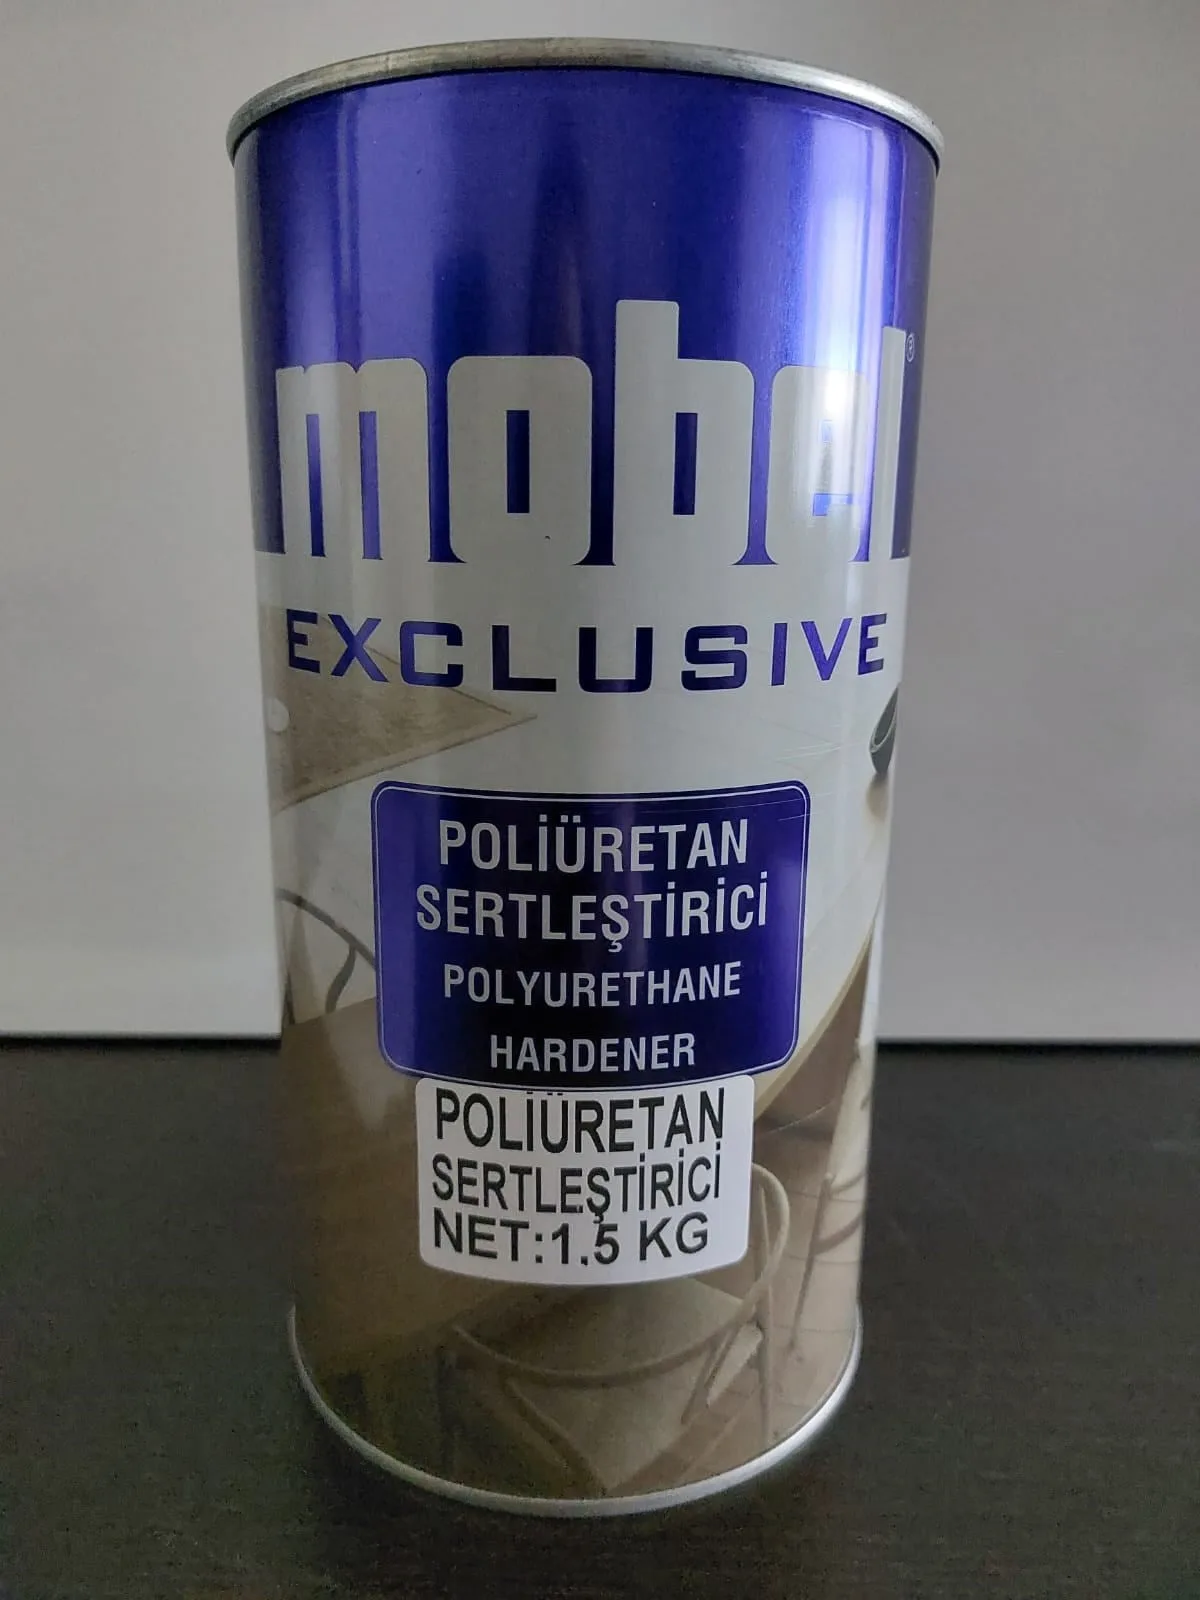 mobel®
EXCLUSIVE
POLİÜRETAN
SERTLEŞTİRİCİ
POLYURETHANE
HARDENER
POLİÜRETAN
SERTLEŞTİRİCİ
NET:1.5 KG